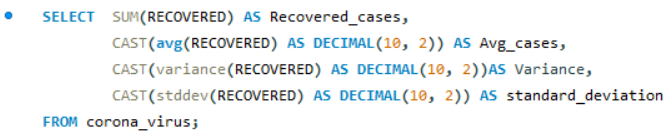 SELECT SUM(RECOVERED) AS Recovered_cases,
CAST(avg(RECOVERED) AS DECIMAL(10, 2)) AS Avg_cases,
CAST(variance(RECOVERED) AS DECIMAL(10, 2))AS Variance,
CAST(stddev(RECOVERED) AS DECIMAL(10, 2)) AS standard_deviation
FROM corona_virus;